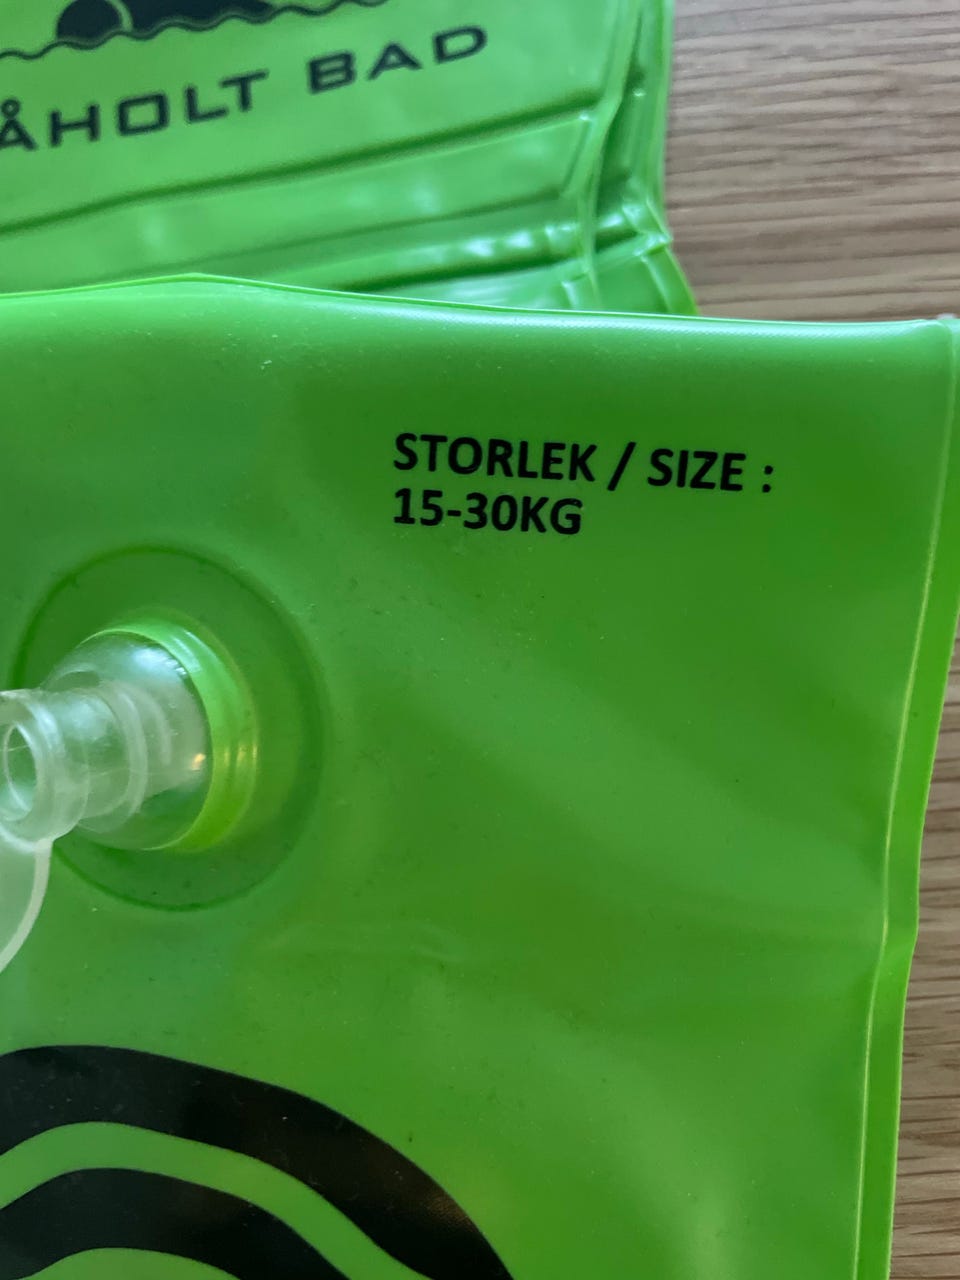 ÅHOLT BAD
STORLEK / SIZE :
15-30KG